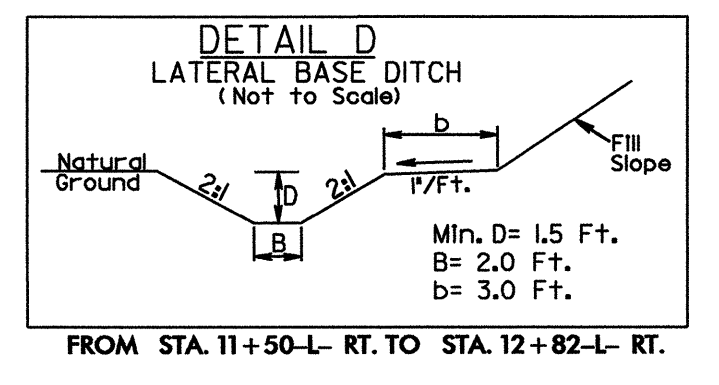 DETAIL D
LATERAL BASE DITCH
(Not to Scale)
b
Natural
Ground
2:1
D
2:1
1"/Ft.
Fill
Slope
B
Min. D= 1.5 Ft.
B= 2.0 Ft.
b= 3.0 Ft.
FROM STA. 11+50-L- RT. TO STA. 12+82-L- RT.